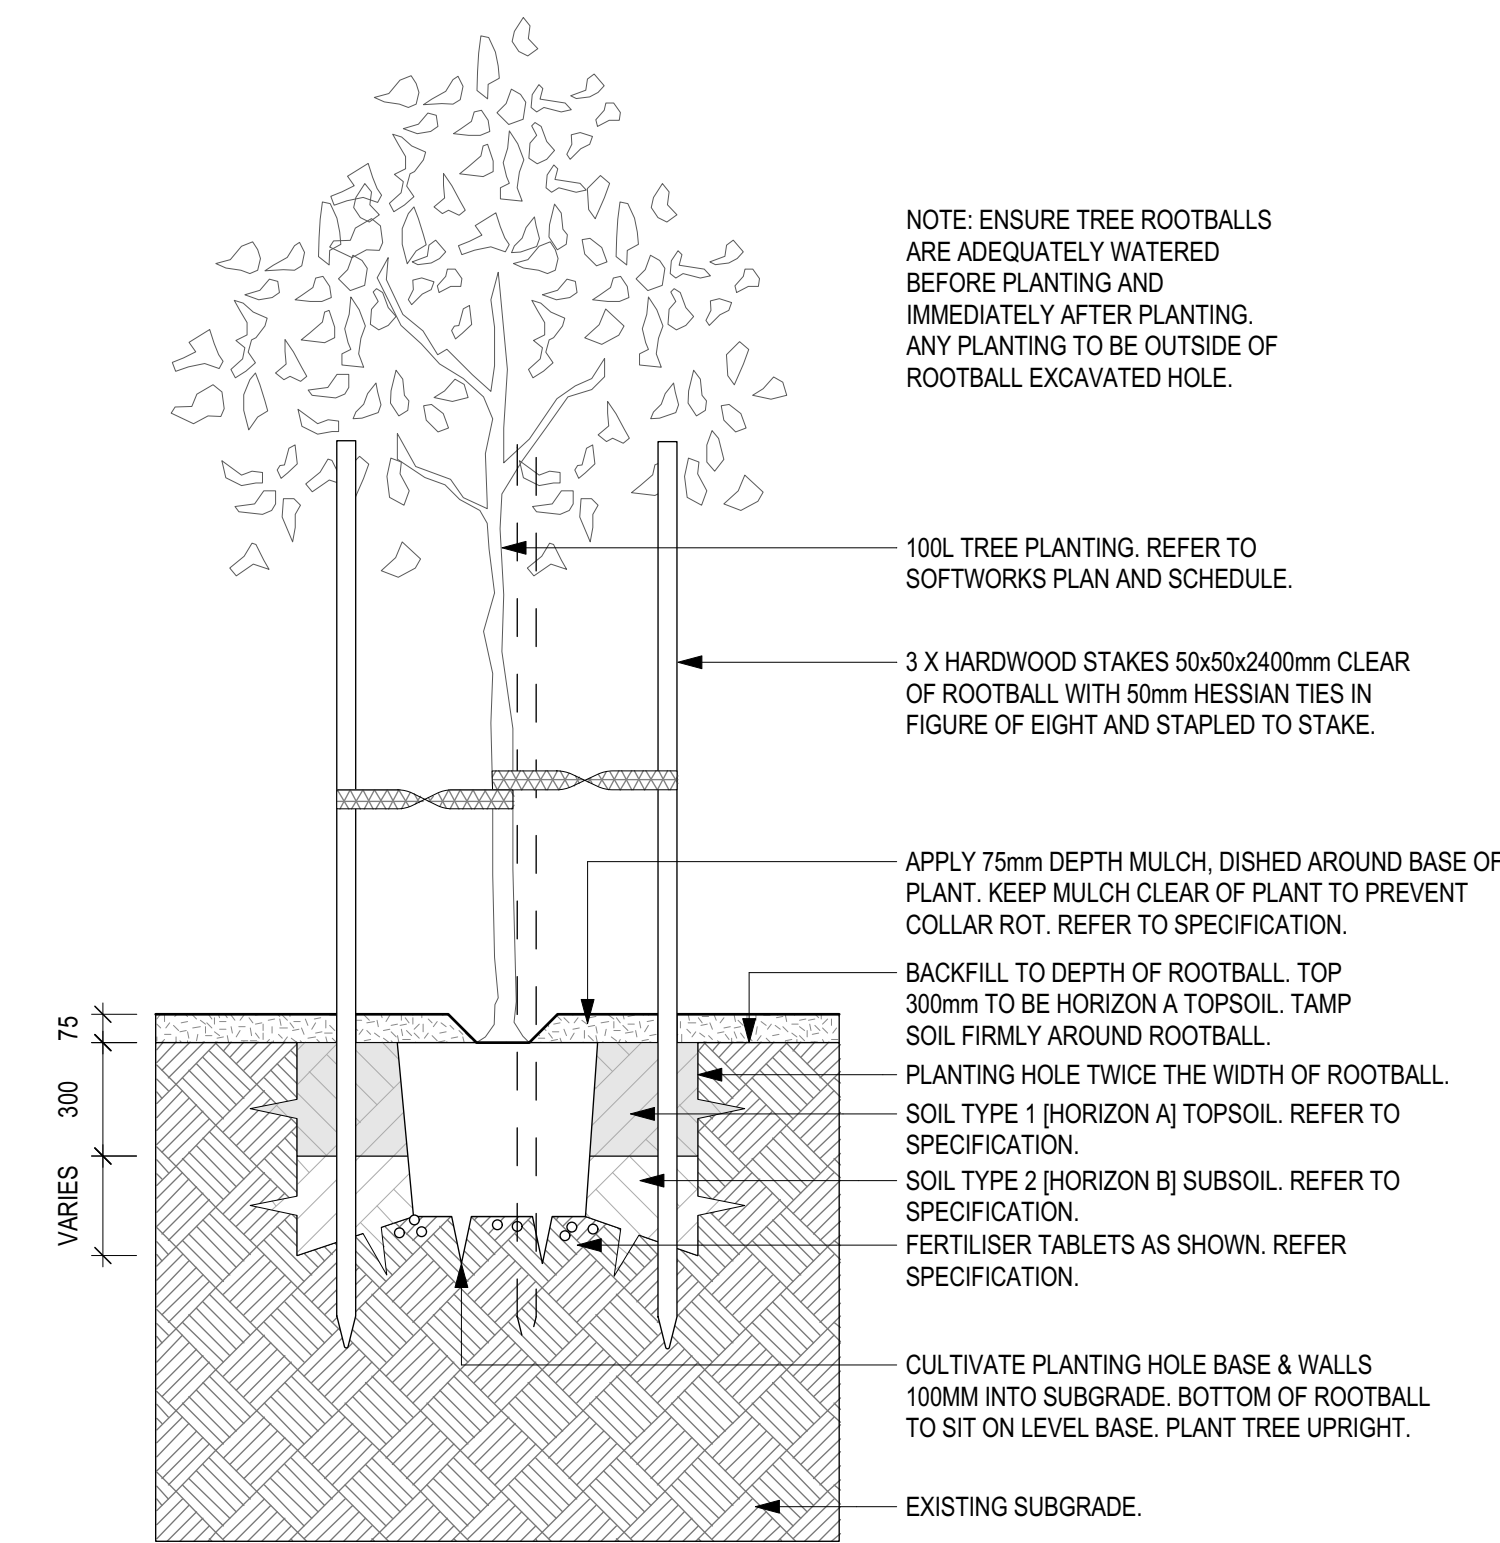 NOTE: ENSURE TREE ROOTBALLS
ARE ADEQUATELY WATERED
BEFORE PLANTING AND
IMMEDIATELY AFTER PLANTING.
ANY PLANTING TO BE OUTSIDE OF
ROOTBALL EXCAVATED HOLE.
100L TREE PLANTING. REFER TO
SOFTWORKS PLAN AND SCHEDULE.
3 X HARDWOOD STAKES 50x50x2400mm CLEAR
OF ROOTBALL WITH 50mm HESSIAN TIES IN
FIGURE OF EIGHT AND STAPLED TO STAKE.
APPLY 75mm DEPTH MULCH, DISHED AROUND BASE OF
PLANT. KEEP MULCH CLEAR OF PLANT TO PREVENT
COLLAR ROT. REFER TO SPECIFICATION.
BACKFILL TO DEPTH OF ROOTBALL. TOP
300mm TO BE HORIZON A TOPSOIL. TAMP
SOIL FIRMLY AROUND ROOTBALL.
PLANTING HOLE TWICE THE WIDTH OF ROOTBALL.
SOIL TYPE 1 [HORIZON A] TOPSOIL. REFER TO
SPECIFICATION.
SOIL TYPE 2 [HORIZON B] SUBSOIL. REFER TO
SPECIFICATION.
FERTILISER TABLETS AS SHOWN. REFER
SPECIFICATION.
CULTIVATE PLANTING HOLE BASE & WALLS
100MM INTO SUBGRADE. BOTTOM OF ROOTBALL
TO SIT ON LEVEL BASE. PLANT TREE UPRIGHT.
EXISTING SUBGRADE.
75
300
VARIES